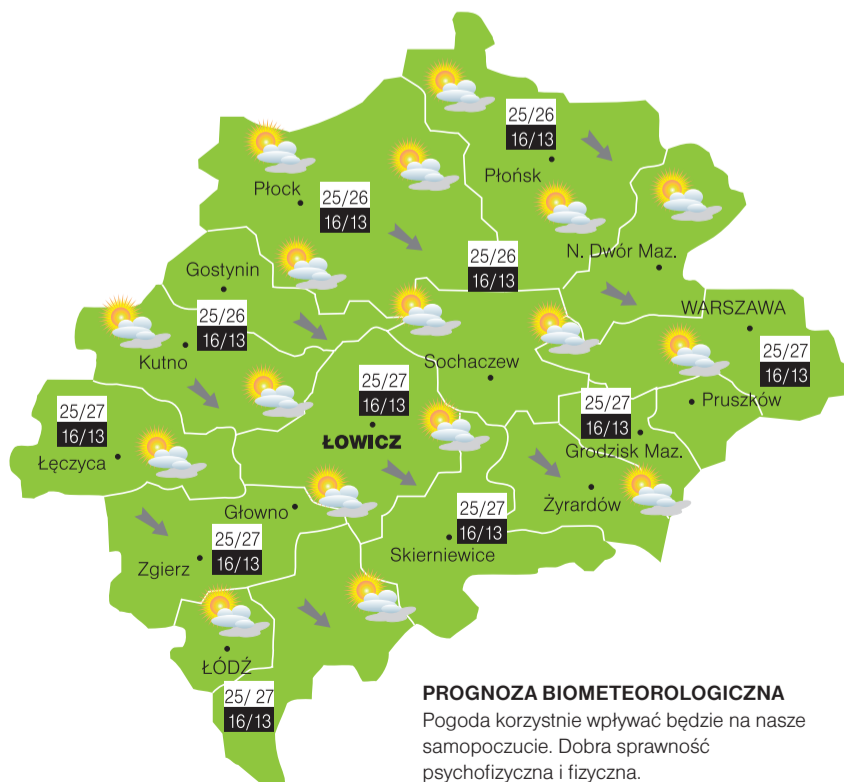 25/26
16/13
Płońsk
Płock
25/26
16/13
N. Dwór Maz.
25/26
16/13
Gostynin
WARSZAWA
25/26
16/13
Kutno
Sochaczew
25/27
16/13
25/27
16/13
Pruszków
25/27
16/13
ŁOWICZ
25/27
16/13
Grodzisk Maz.
Łęczyca
Żyrardów
Głowno
25/27
16/13
Skierniewice
25/27
16/13
Zgierz
ŁÓDŹ
25/ 27
16/13
PROGNOZA BIOMETEOROLOGICZNA
Pogoda korzystnie wpływać będzie na nasze
samopoczucie. Dobra sprawność
psychofizyczna i fizyczna.